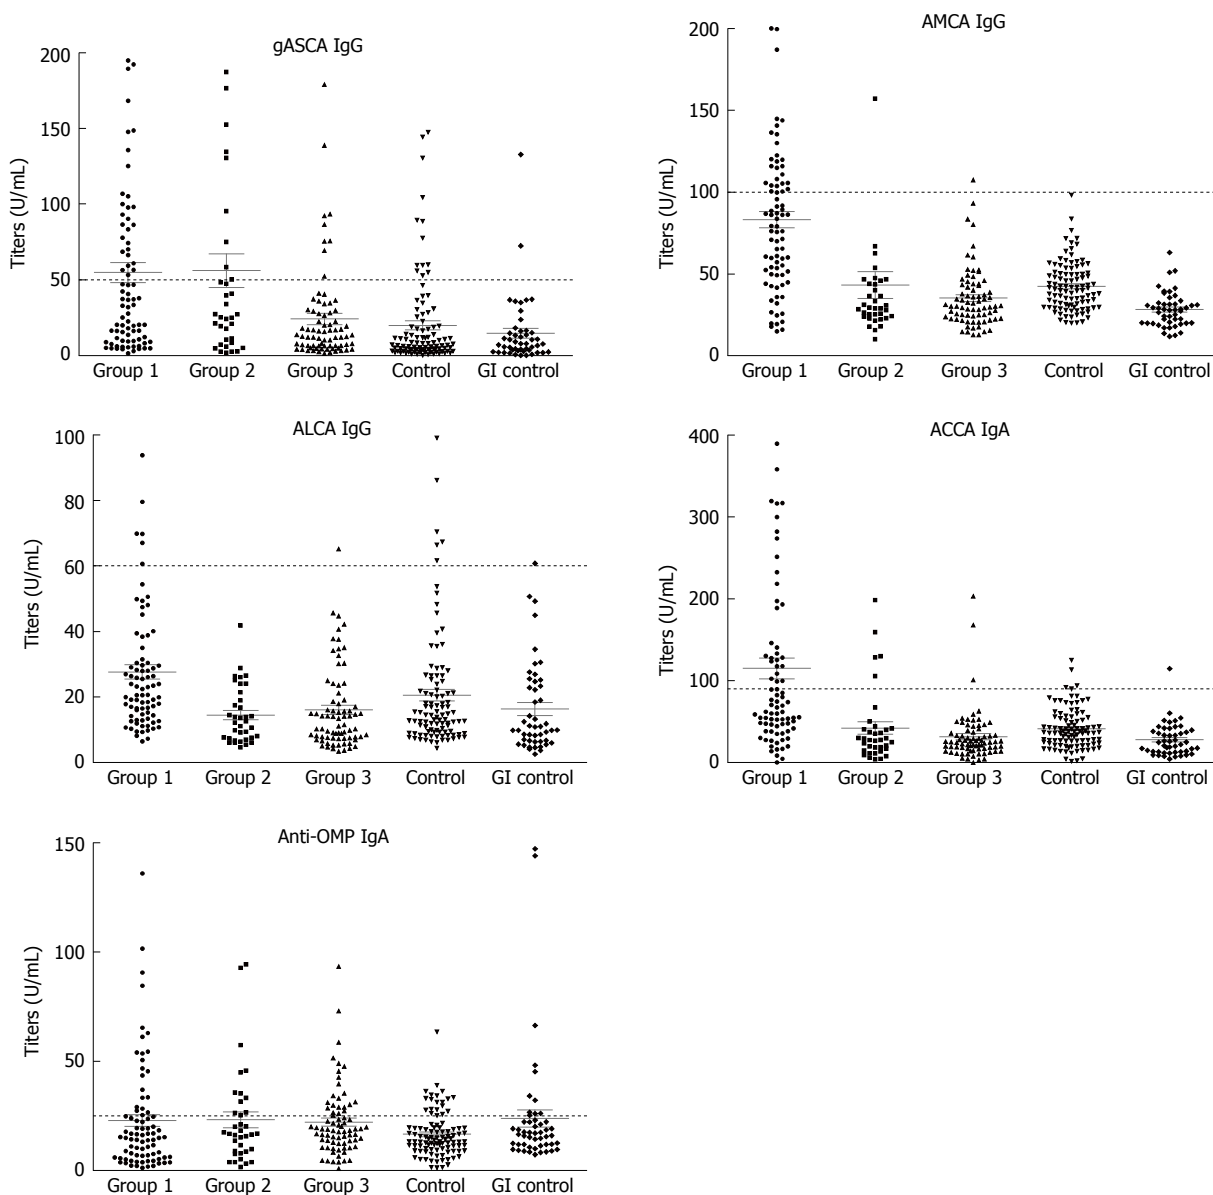 gASCA IgG
Titers (U/mL)
200
150
100
50
0
Group 1 Group 2 Group 3 Control GI control
AMCA IgG
Titers (U/mL)
200
150
100
50
0
Group 1 Group 2 Group 3 Control GI control
ALCA IgG
Titers (U/mL)
100
80
60
40
20
0
Group 1 Group 2 Group 3 Control GI control
ACCA IgA
Titers (U/mL)
400
300
200
100
0
Group 1 Group 2 Group 3 Control GI control
Anti-OMP IgA
Titers (U/mL)
150
100
50
0
Group 1 Group 2 Group 3 Control GI control